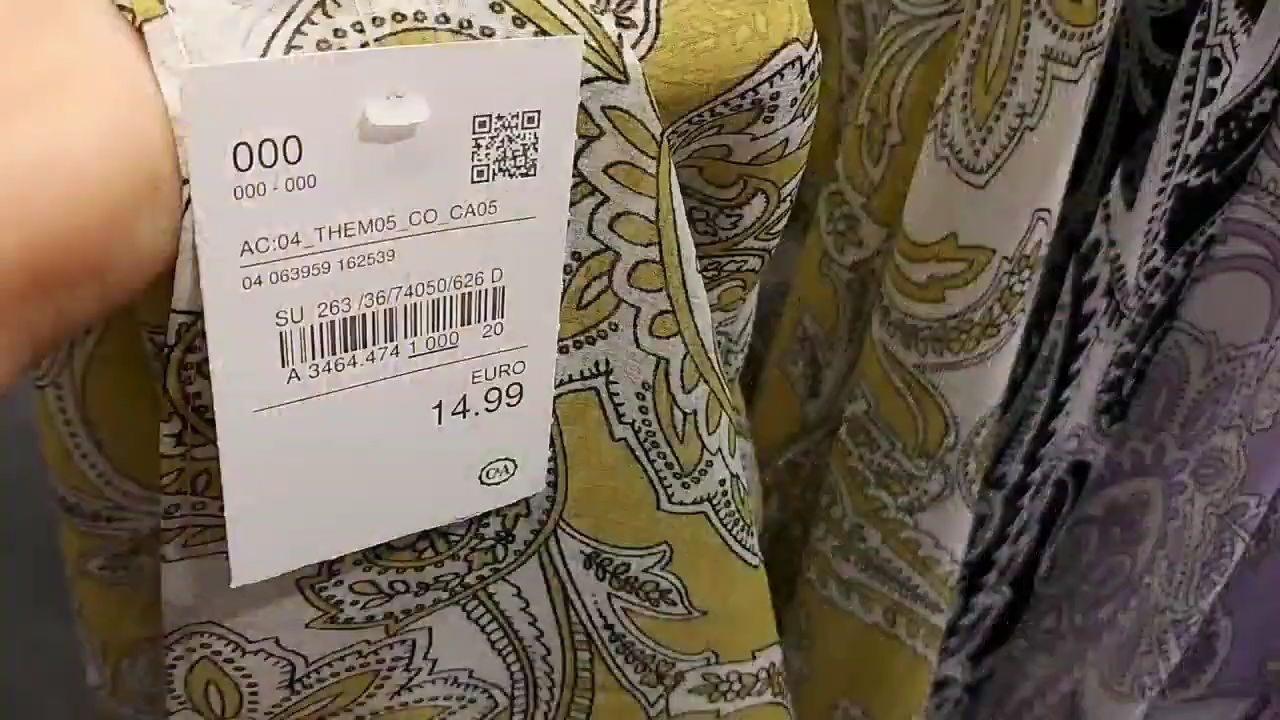 000
000 - 000
AC:04_THEM05_CO_CA05
04 063959 162539
SU 263 /36/74050/626 D
A 3464.474 1 000 20
EURO
14.99
C&A